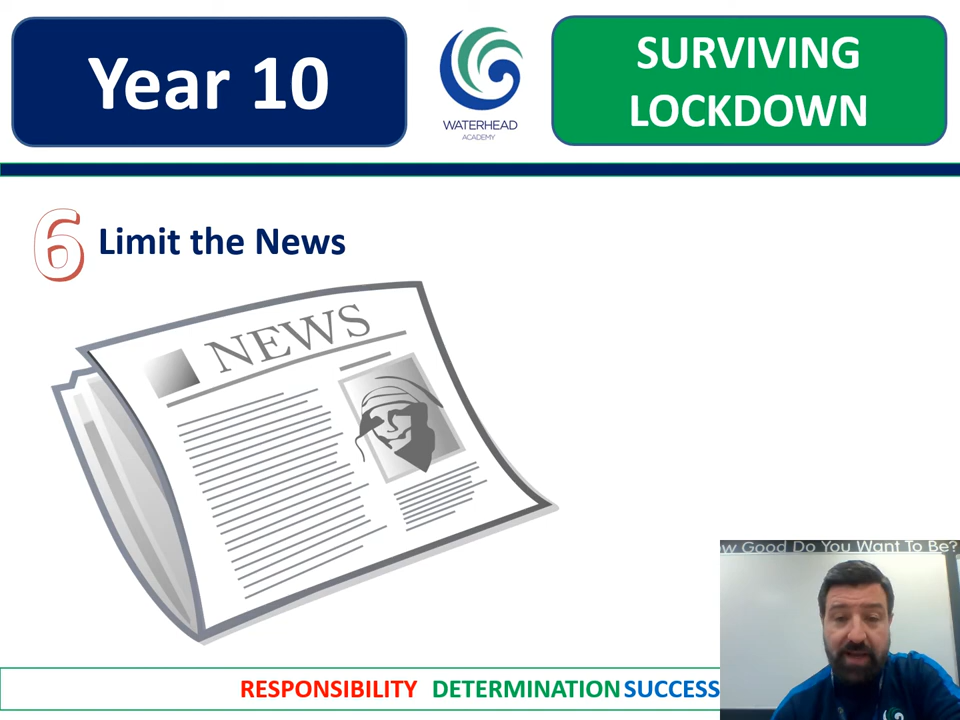 Year 10
WATERHEAD
ACADEMY
SURVIVING
LOCKDOWN
6 Limit the News
NEWS
Good Do You Want To Be?
RESPONSIBILITY DETERMINATION SUCCESS